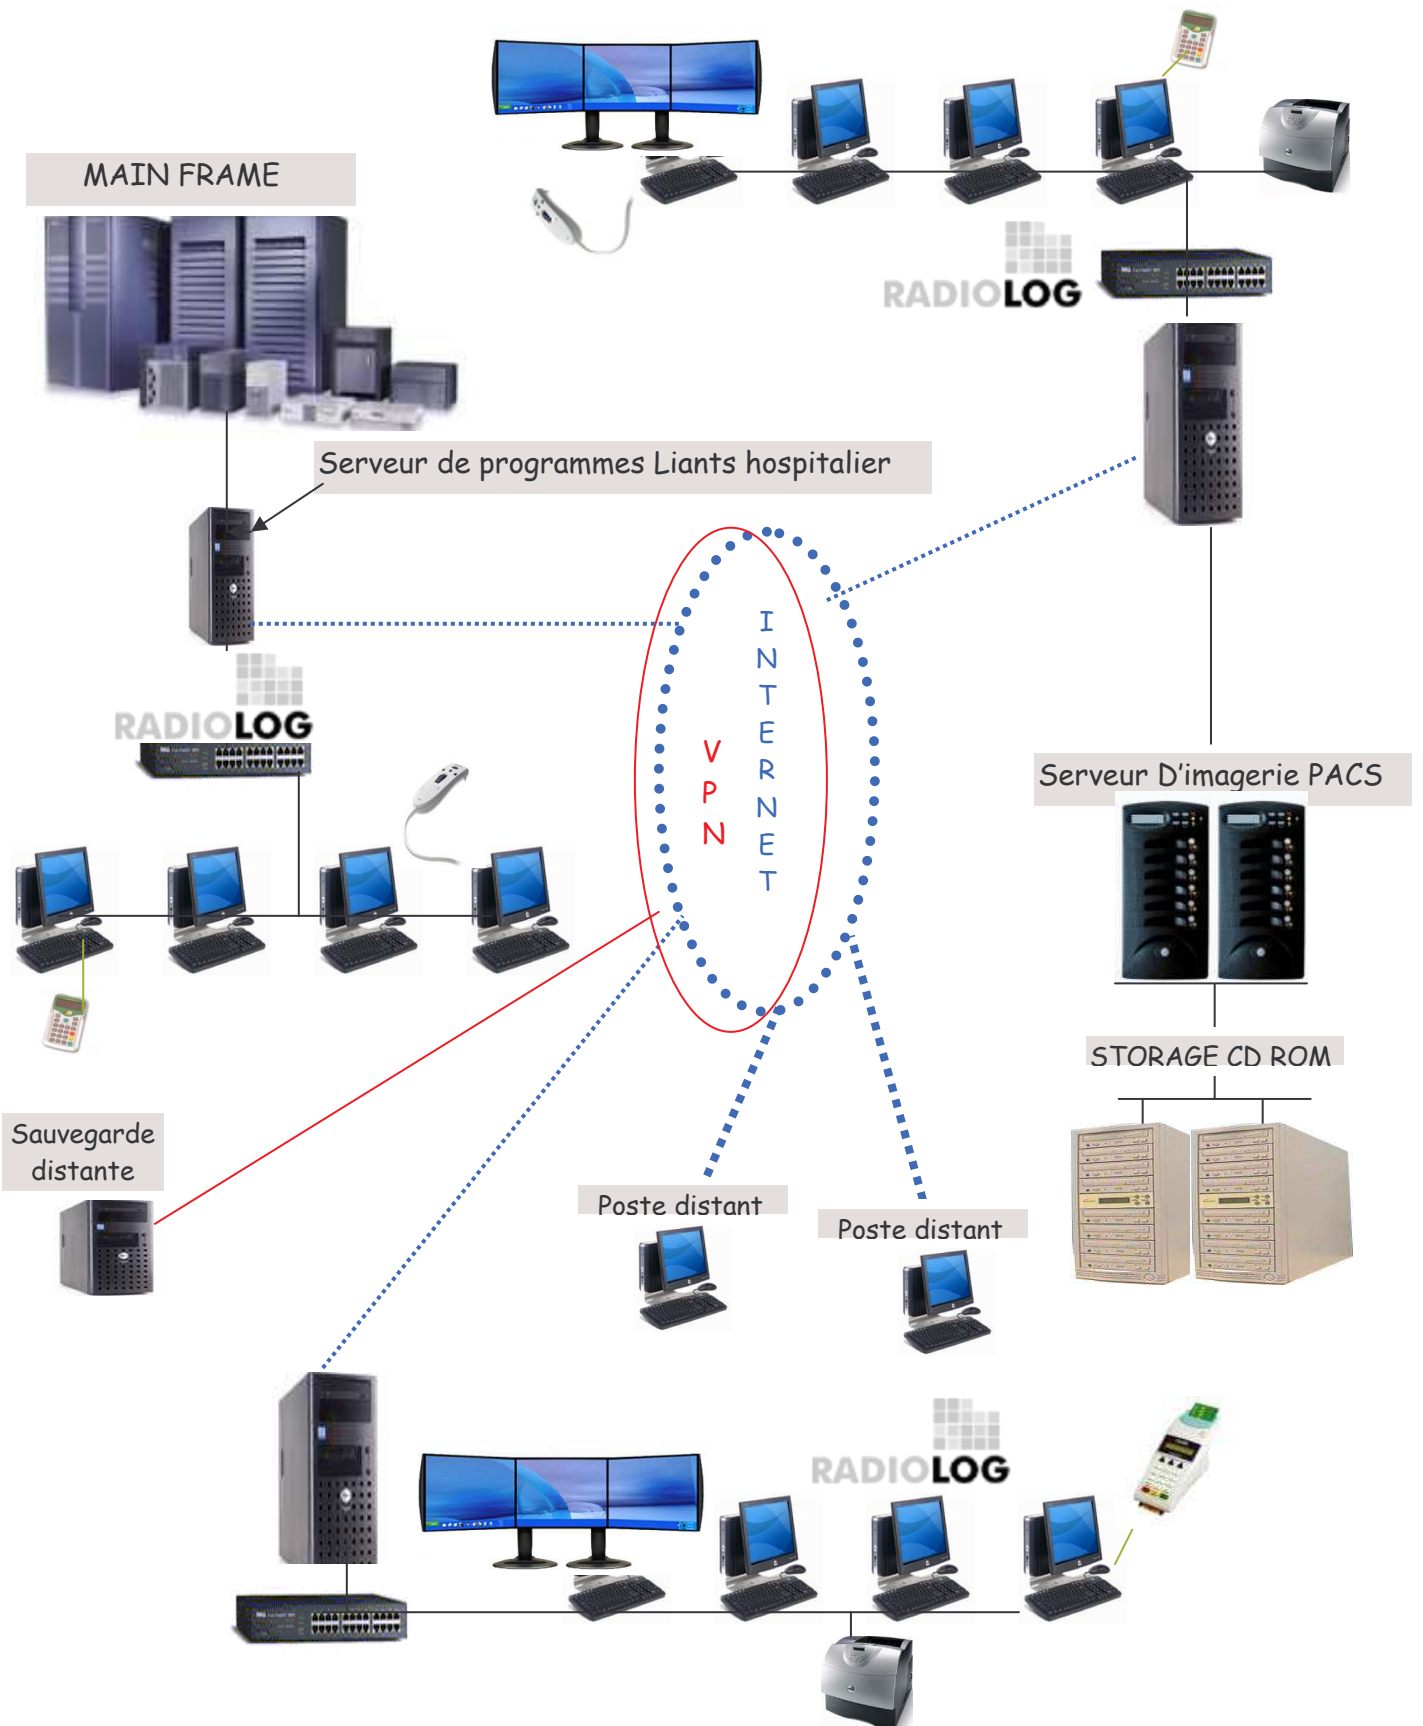 MAIN FRAME
RADIOLOG
Serveur de programmes Liants hospitalier
INTERNET
VPN
RADIOLOG
Serveur D'imagerie PACS
STORAGE CD ROM
Sauvegarde
distante
Poste distant
Poste distant
RADIOLOG